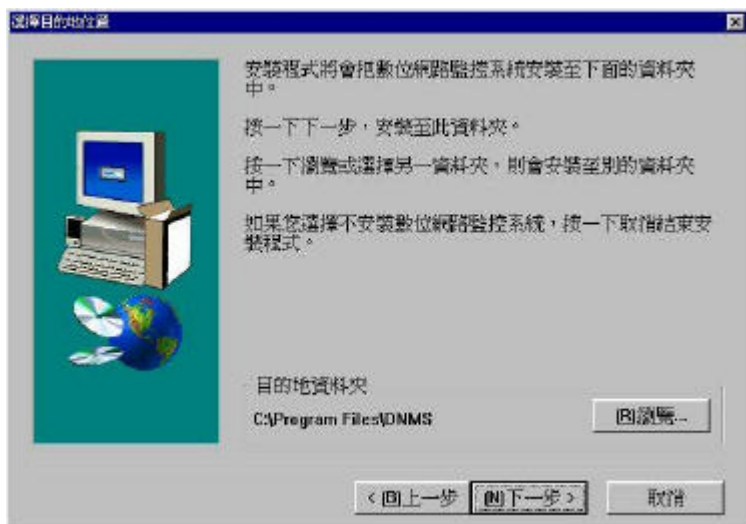 選擇目的地位置
安裝程式將會把數位網路監控系統安裝至下面的資料夾
中。
按一下下一步，安裝至此資料夾。
按一下瀏覽或選擇另一資料夾，則會安裝至別的資料夾
中。
如果您選擇不安裝數位網路監控系統，按一下取消結束安
裝程式。
目的地資料夾
C:\Program Files\DNMS
(R)瀏覽...
< (B)上一步
(N)下一步 >
取消